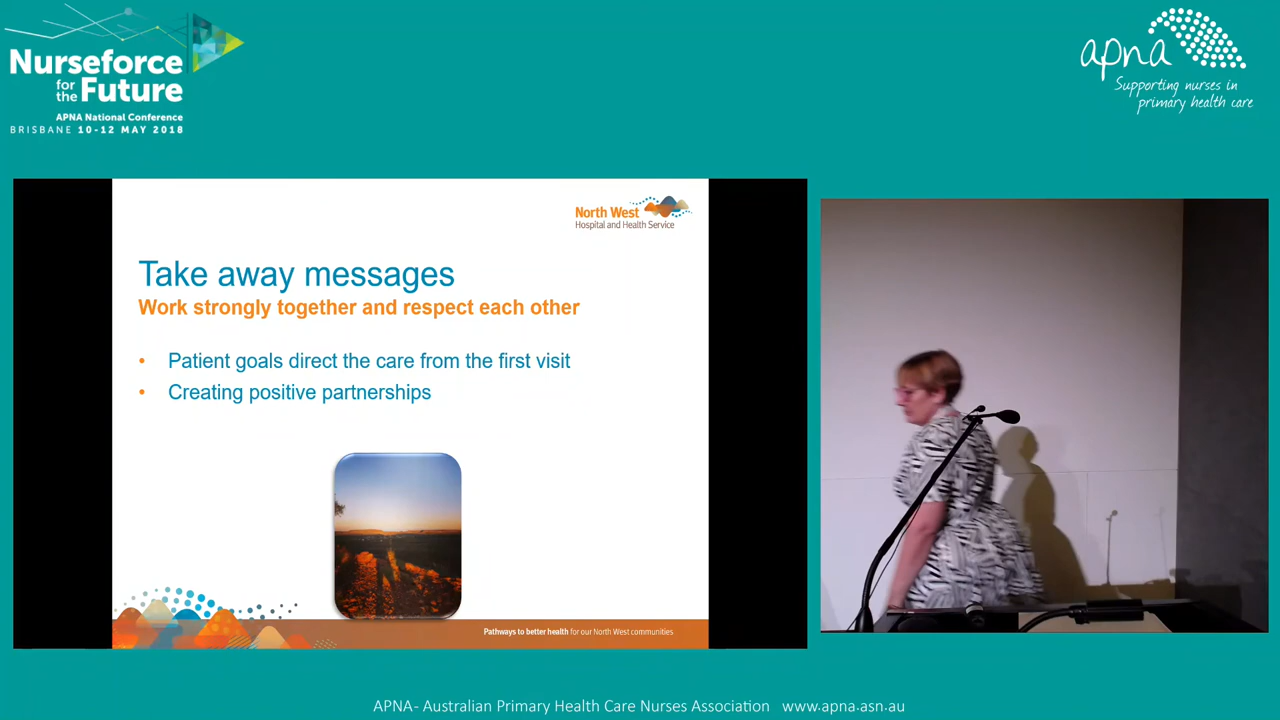 Nurseforce
for the Future
APNA National Conference
BRISBANE 10-12 MAY 2018
apna
Supporting nurses in
primary health care
North West
Hospital and Health Service
Take away messages
Work strongly together and respect each other
• Patient goals direct the care from the first visit
• Creating positive partnerships
Pathways to better health for our North West communities
APNA- Australian Primary Health Care Nurses Association www.apna.asn.au